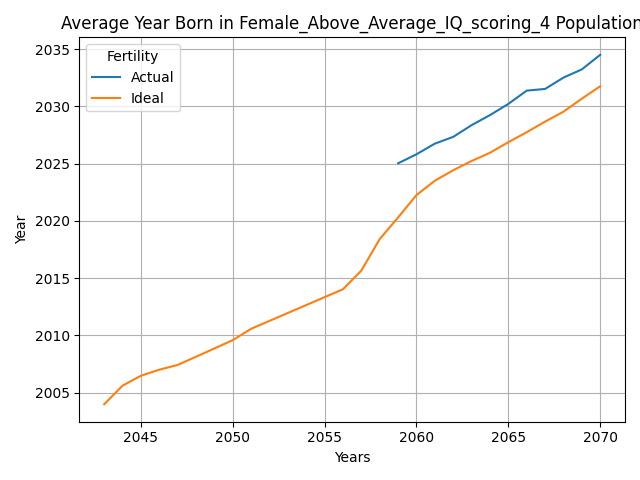 Average Year Born in Female_Above_Average_IQ_scoring_4 Population
Fertility
Actual
Ideal
Year
2035
2030
2025
2020
2015
2010
2005
2045 2050 2055 2060 2065 2070
Years